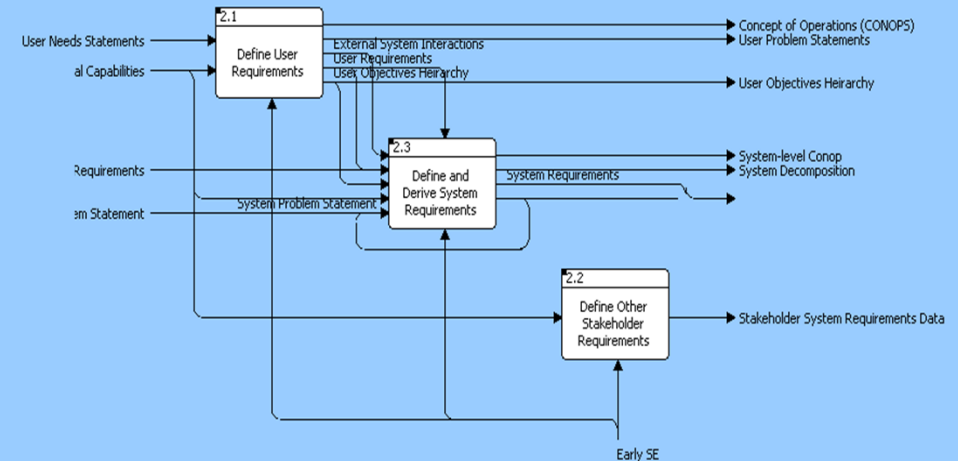 2.1
Define User
Requirements
User Needs Statements
al Capabilities
External System Interactions
User Requirements
User Objectives Heirarchy
Concept of Operations (CONOPS)
User Problem Statements
User Objectives Heirarchy
2.3
Define and
Derive System
Requirements
Requirements
em Statement
System Problem Statement
System Requirements
System-level Conop
System Decomposition
2.2
Define Other
Stakeholder
Requirements
Stakeholder System Requirements Data
Early SE